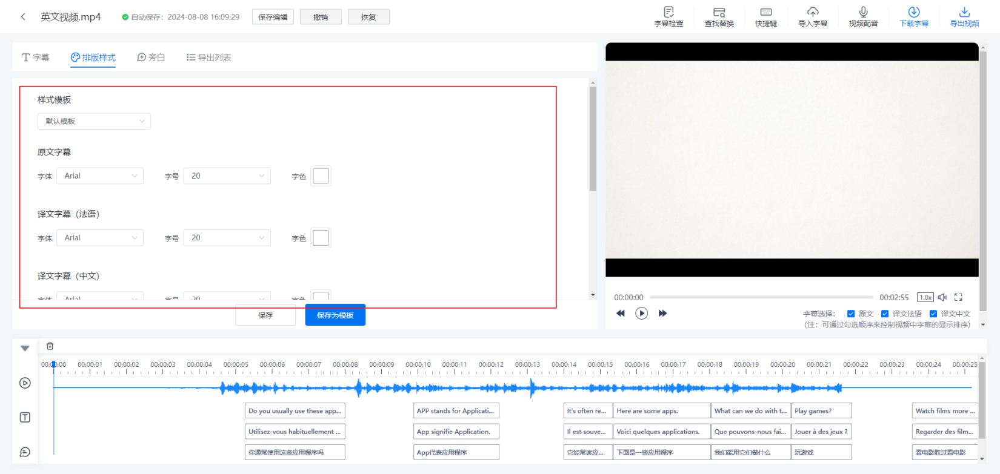 英文视频.mp4
自动保存：2024-08-08 16:09:29
保存编辑
撤销
恢复
字幕检查
查找替换
快捷键
导入字幕
视频配音
下载字幕
导出视频
字幕
排版样式
旁白
导出列表
样式模板
默认模板
原文字幕
字体 Arial 字号 20 字色
译文字幕（法语）
字体 Arial 字号 20 字色
译文字幕（中文）
字体 Arial 字号 20 字色
保存
保存为模板
00:00:00
00:02:55
1.0x
字幕选择： 原文 译文法语 译文中文
(注：可通过勾选顺序来控制视频中字幕的显示排序)
00:00:00 00:00:01 00:00:02 00:00:03 00:00:04 00:00:05 00:00:06 00:00:07 00:00:08 00:00:09 00:00:10 00:00:11 00:00:12 00:00:13 00:00:14 00:00:15 00:00:16 00:00:17 00:00:18 00:00:19 00:00:20 00:00:21 00:00:22 00:00:23 00:00:24 00:00:25
Do you usually use these app... APP stands for Applicati... It's often re... Here are some apps. What can we do with t... Play games? Watch films more ...
Utilisez-vous habituellement ... App signifie Application. Il est souve... Voici quelques applications. Que pouvons-nous fai... Jouer à des jeux ? Regarder des film...
你通常使用这些应用程序吗 App代表应用程序 它经常读应... 下面是一些应用程序 我们能用它们做什么 玩游戏 看电影胜过看电影